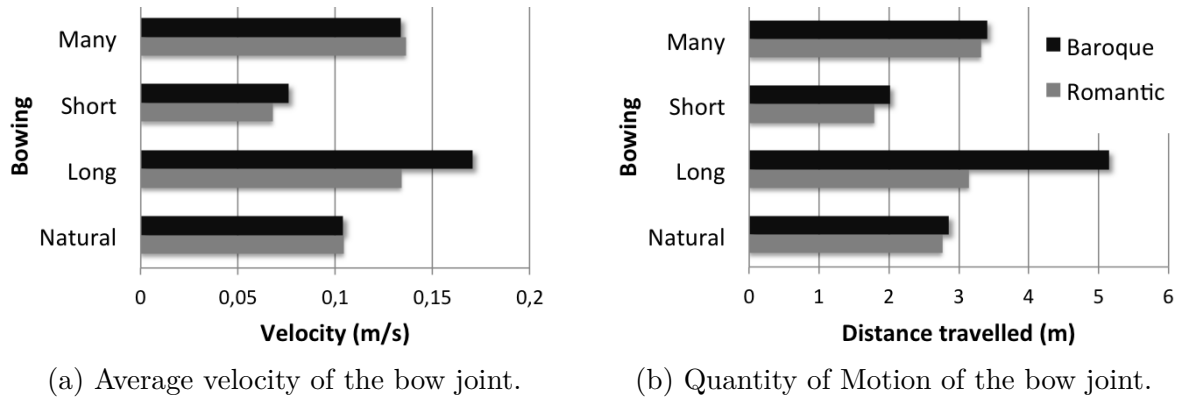 Bowing
Many
Short
Long
Natural
0 0,05 0,1 0,15 0,2
Velocity (m/s)
(a) Average velocity of the bow joint.
Bowing
Many
Short
Long
Natural
0 1 2 3 4 5 6
Distance travelled (m)
Baroque
Romantic
(b) Quantity of Motion of the bow joint.